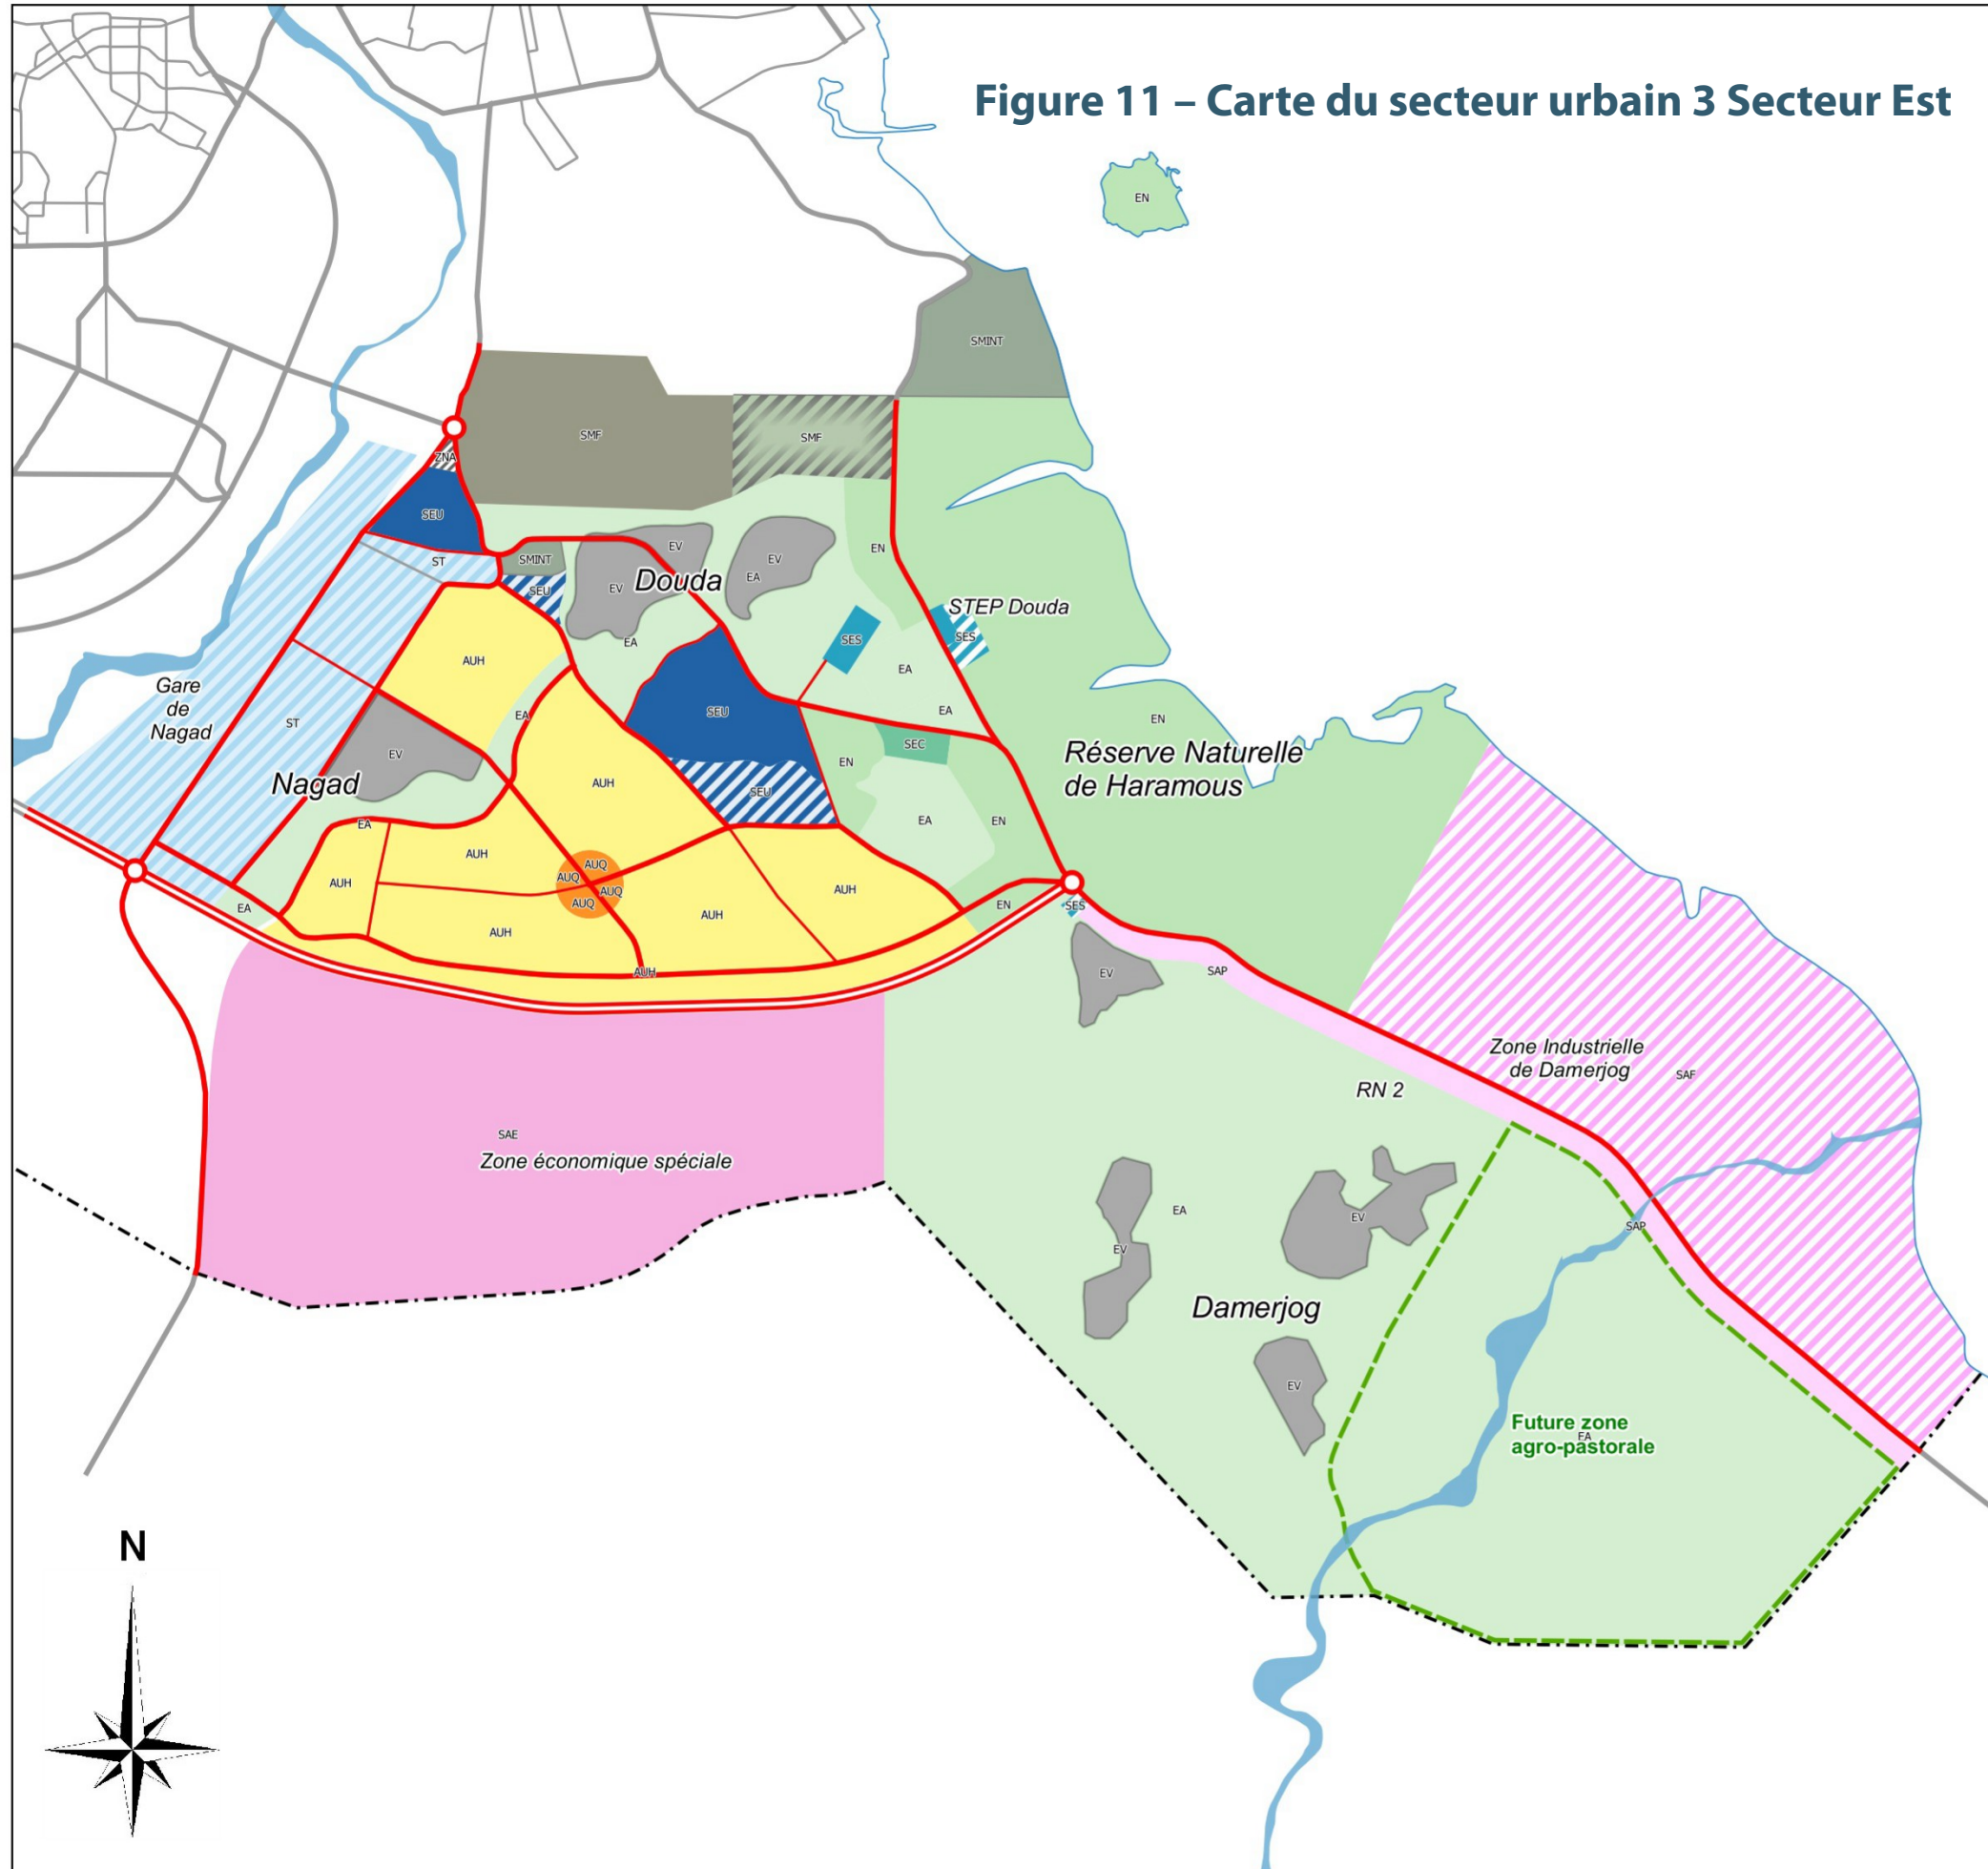 Figure 11 – Carte du secteur urbain 3 Secteur Est
EN
SMINT
SMF
SMF
ZNA
SEU
ST
SMINT
SEU
EV
EV
Douda
EV
EA
EN
EA
SES
STEP Douda
SES
AUH
EA
EA
Gare
de
Nagad
ST
EA
SEU
EN
EV
SEC
EN
Réserve Naturelle
de Haramous
Nagad
AUH
SEU
EA
EN
EA
AUH
AUH
AUQ
AUQ
AUQ
AUQ
AUH
EA
AUH
AUH
EN
SES
AUH
EV
SAP
Zone Industrielle
de Damerjog
SAF
RN 2
SAE
Zone économique spéciale
EA
EV
EV
SAP
Damerjog
EV
Future zone
EA
agro-pastorale
N